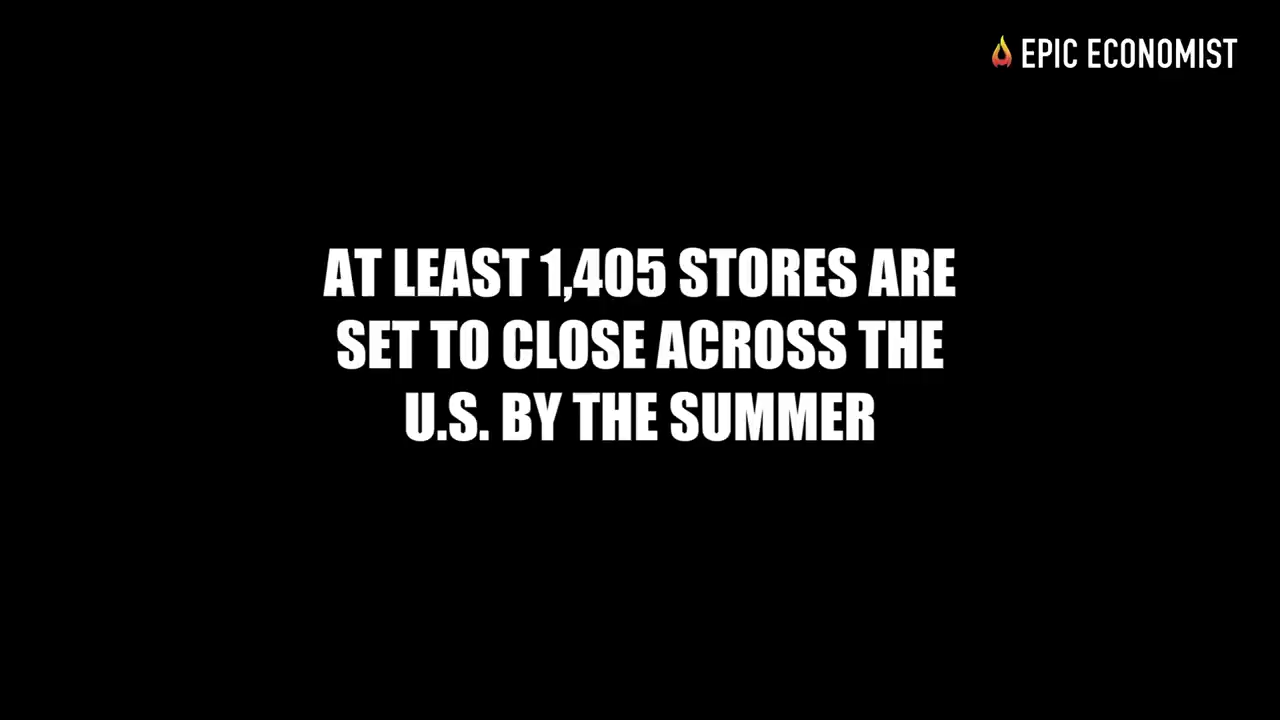 EPIC ECONOMIST
AT LEAST 1,405 STORES ARE
SET TO CLOSE ACROSS THE
U.S. BY THE SUMMER